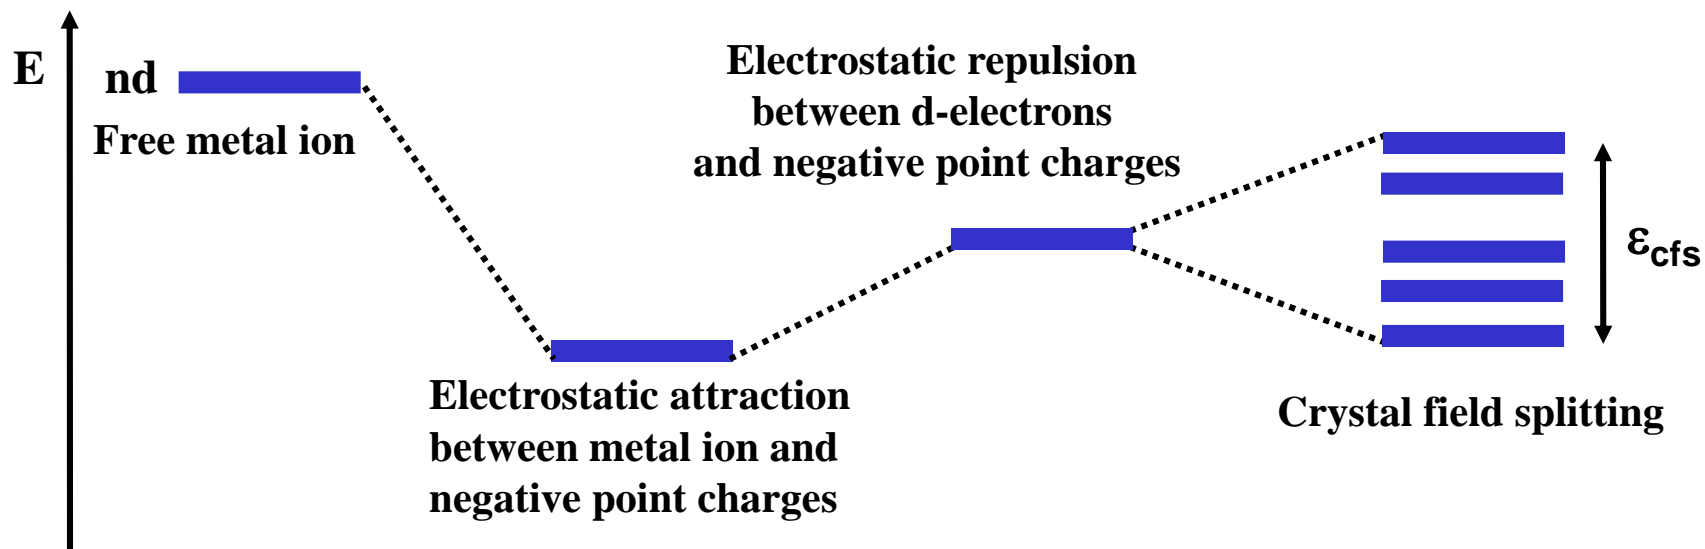 E
nd
Free metal ion
Electrostatic attraction
between metal ion and
negative point charges
Electrostatic repulsion
between d-electrons
and negative point charges
εcfs
Crystal field splitting